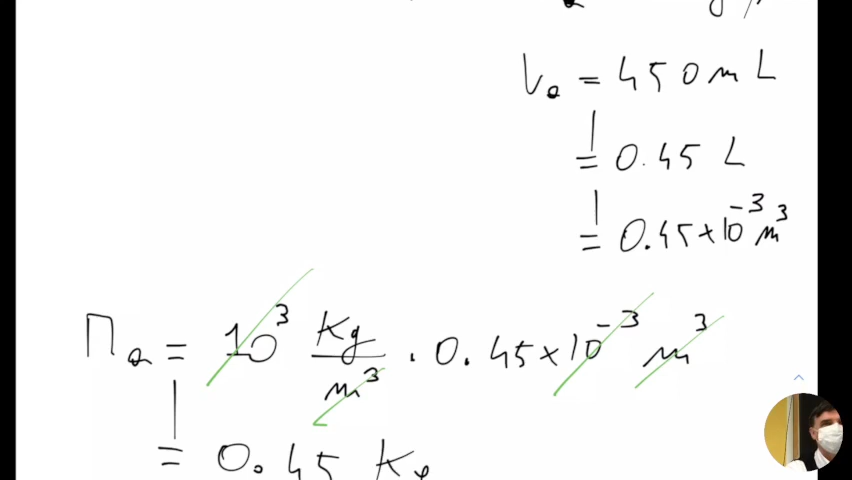 Vₐ = 450 mL
= 0.45 L
= 0.45 × 10⁻³ m³
Mₐ = 10³ Kg/m³ · 0.45 × 10⁻³ m³
= 0.45 Kg